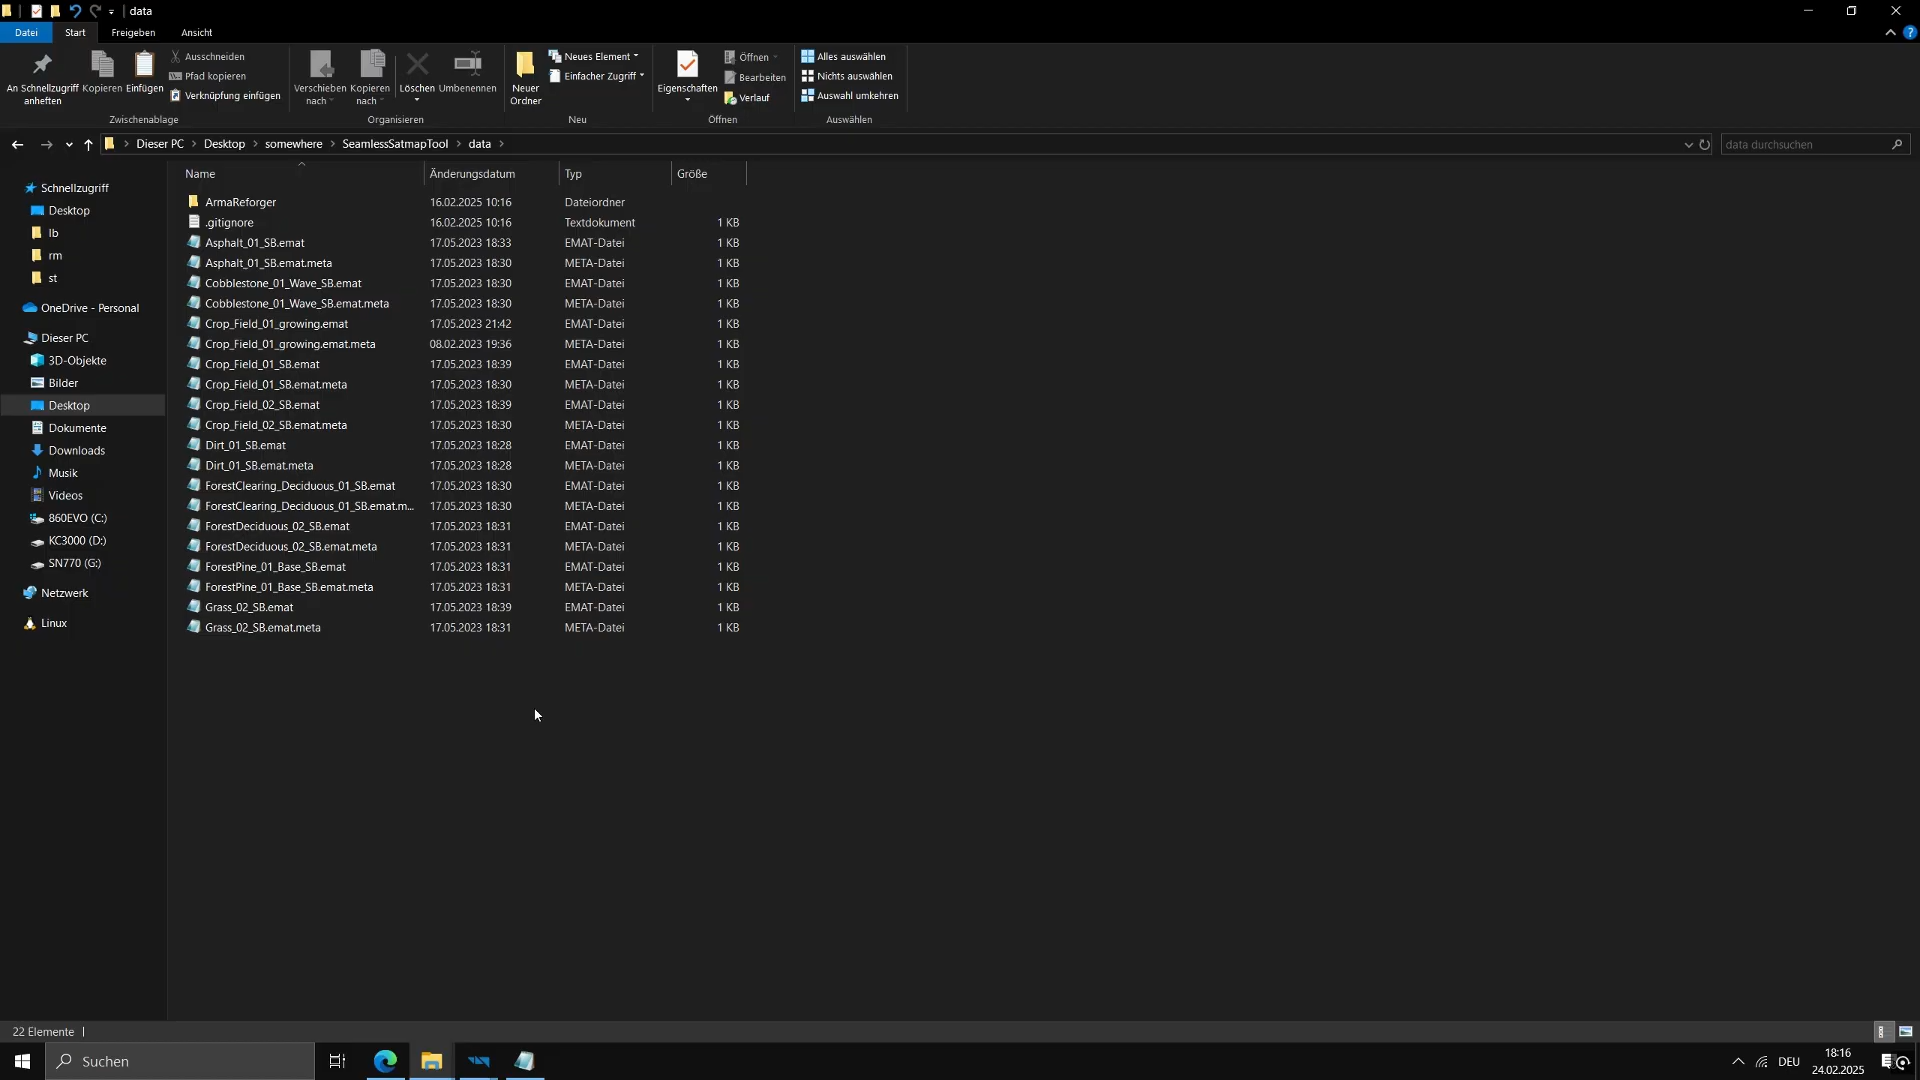 data
Datei Start Freigeben Ansicht
An Schnellzugriff anheften
Kopieren
Einfügen
Ausschneiden
Pfad kopieren
Verknüpfung einfügen
Zwischenablage
Verschieben nach
Kopieren nach
Löschen
Umbenennen
Organisieren
Neuer Ordner
Neues Element
Einfacher Zugriff
Neu
Eigenschaften
Öffnen
Bearbeiten
Verlauf
Öffnen
Alles auswählen
Nichts auswählen
Auswahl umkehren
Auswählen
Dieser PC > Desktop > somewhere > SeamlessSatmapTool > data >
data durchsuchen
Schnellzugriff
Desktop
lb
rm
st
OneDrive - Personal
Dieser PC
3D-Objekte
Bilder
Desktop
Dokumente
Downloads
Musik
Videos
860EVO (C:)
KC3000 (D:)
SN770 (G:)
Netzwerk
Linux
Name Änderungsdatum Typ Größe
ArmaReforger 16.02.2025 10:16 Dateiordner
.gitignore 16.02.2025 10:16 Textdokument 1 KB
Asphalt_01_SB.emat 17.05.2023 18:33 EMAT-Datei 1 KB
Asphalt_01_SB.emat.meta 17.05.2023 18:30 META-Datei 1 KB
Cobblestone_01_Wave_SB.emat 17.05.2023 18:30 EMAT-Datei 1 KB
Cobblestone_01_Wave_SB.emat.meta 17.05.2023 18:30 META-Datei 1 KB
Crop_Field_01_growing.emat 17.05.2023 21:42 EMAT-Datei 1 KB
Crop_Field_01_growing.emat.meta 08.02.2023 19:36 META-Datei 1 KB
Crop_Field_01_SB.emat 17.05.2023 18:39 EMAT-Datei 1 KB
Crop_Field_01_SB.emat.meta 17.05.2023 18:30 META-Datei 1 KB
Crop_Field_02_SB.emat 17.05.2023 18:39 EMAT-Datei 1 KB
Crop_Field_02_SB.emat.meta 17.05.2023 18:30 META-Datei 1 KB
Dirt_01_SB.emat 17.05.2023 18:28 EMAT-Datei 1 KB
Dirt_01_SB.emat.meta 17.05.2023 18:28 META-Datei 1 KB
ForestClearing_Deciduous_01_SB.emat 17.05.2023 18:30 EMAT-Datei 1 KB
ForestClearing_Deciduous_01_SB.emat.m... 17.05.2023 18:30 META-Datei 1 KB
ForestDeciduous_02_SB.emat 17.05.2023 18:31 EMAT-Datei 1 KB
ForestDeciduous_02_SB.emat.meta 17.05.2023 18:31 META-Datei 1 KB
ForestPine_01_Base_SB.emat 17.05.2023 18:31 EMAT-Datei 1 KB
ForestPine_01_Base_SB.emat.meta 17.05.2023 18:31 META-Datei 1 KB
Grass_02_SB.emat 17.05.2023 18:39 EMAT-Datei 1 KB
Grass_02_SB.emat.meta 17.05.2023 18:31 META-Datei 1 KB
22 Elemente
Suchen
DEU
18:16
24.02.2025